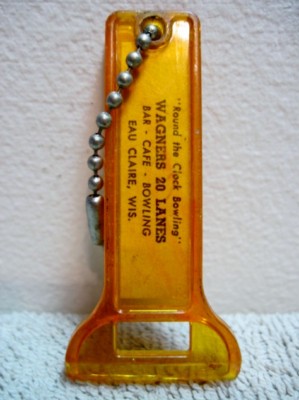 "Round the Clock Bowling"
WAGNERS 20 LANES
BAR - CAFE - BOWLING
EAU CLAIRE, WIS.